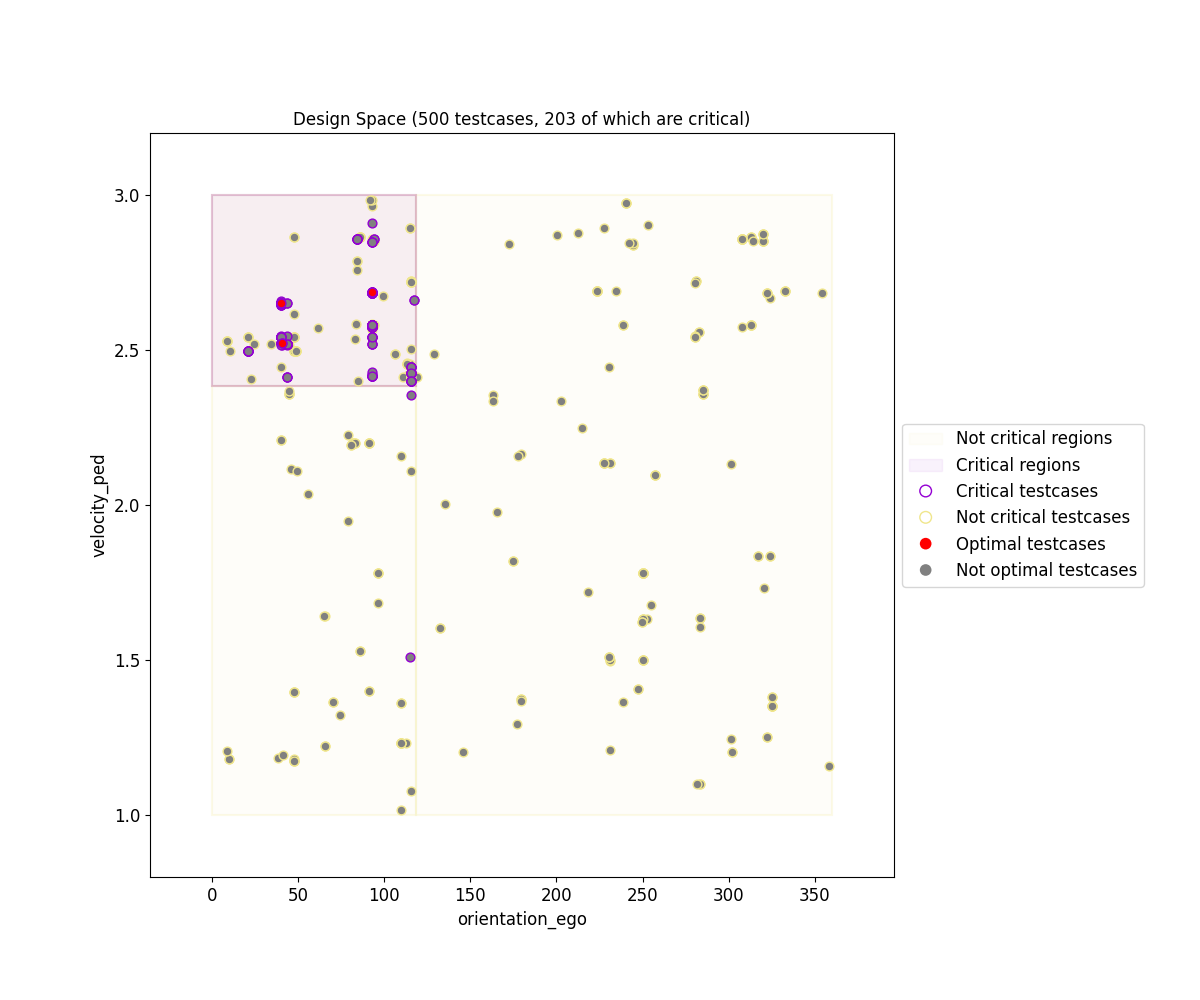 Design Space (500 testcases, 203 of which are critical)
3.0
2.5
2.0
1.5
1.0
velocity_ped
0 50 100 150 200 250 300 350
orientation_ego
Not critical regions
Critical regions
Critical testcases
Not critical testcases
Optimal testcases
Not optimal testcases